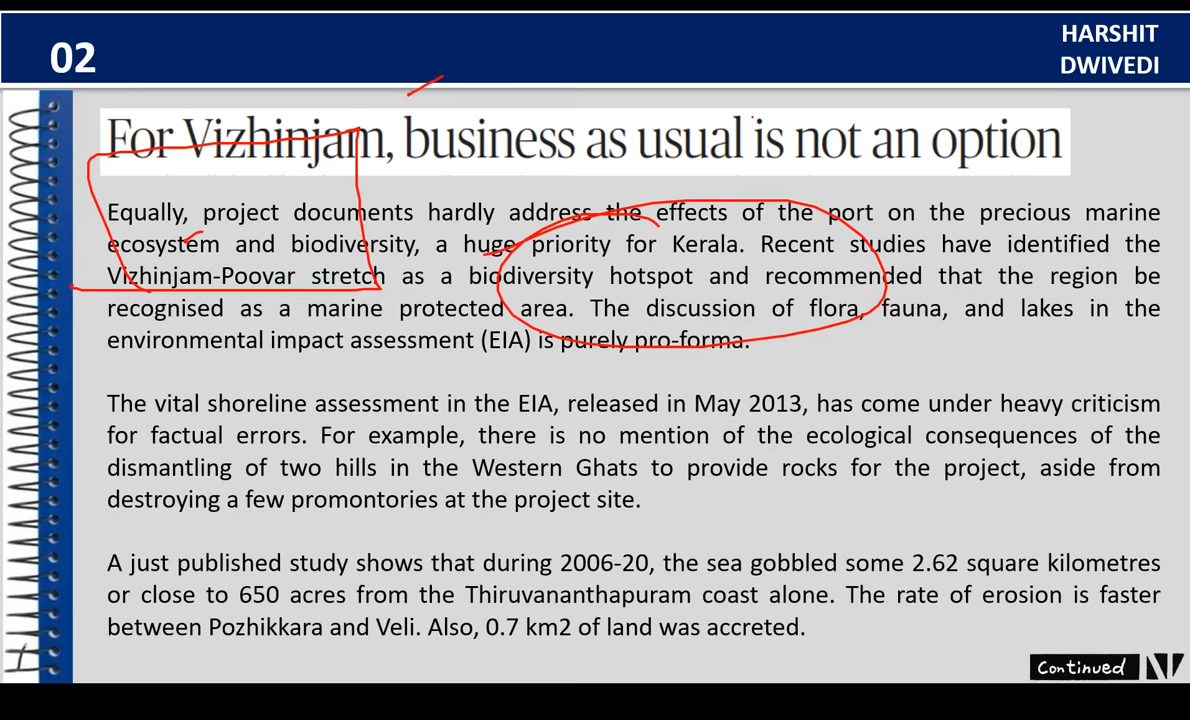 02
HARSHIT
DWIVEDI
For Vizhinjam, business as usual is not an option
Equally, project documents hardly address the effects of the port on the precious marine
ecosystem and biodiversity, a huge priority for Kerala. Recent studies have identified the
Vizhinjam-Poovar stretch as a biodiversity hotspot and recommended that the region be
recognised as a marine protected area. The discussion of flora, fauna, and lakes in the
environmental impact assessment (EIA) is purely pro-forma.
The vital shoreline assessment in the EIA, released in May 2013, has come under heavy criticism
for factual errors. For example, there is no mention of the ecological consequences of the
dismantling of two hills in the Western Ghats to provide rocks for the project, aside from
destroying a few promontories at the project site.
A just published study shows that during 2006-20, the sea gobbled some 2.62 square kilometres
or close to 650 acres from the Thiruvananthapuram coast alone. The rate of erosion is faster
between Pozhikkara and Veli. Also, 0.7 km2 of land was accreted.
Continued